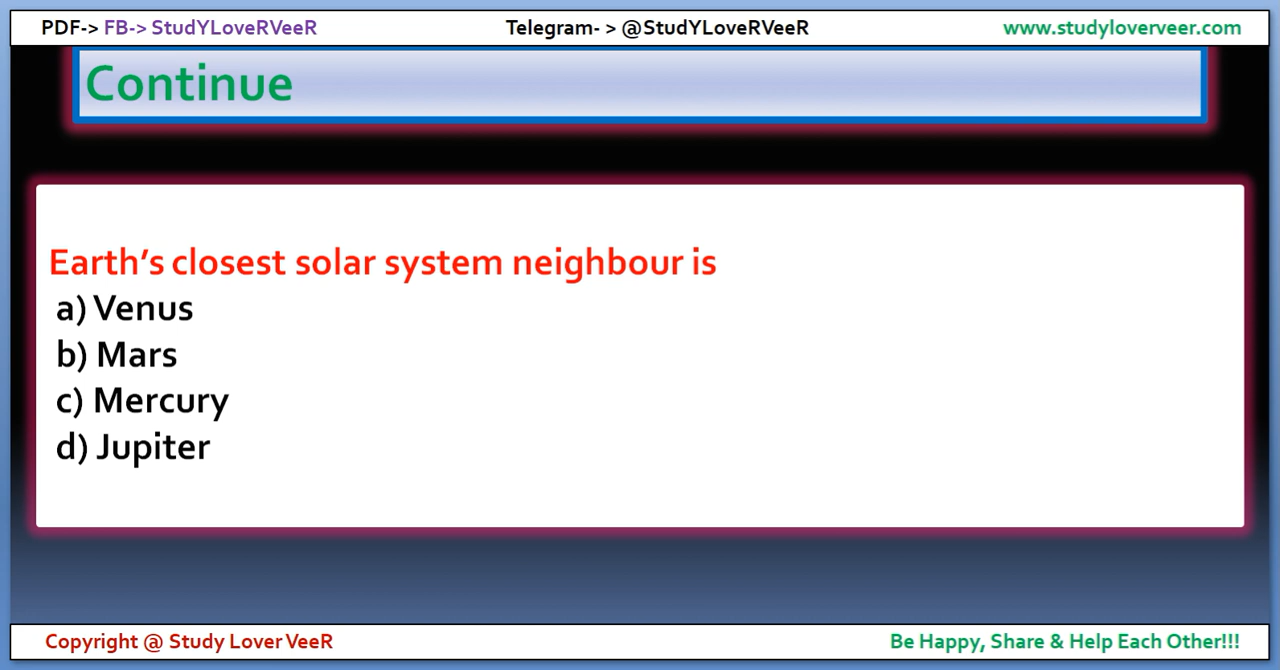 PDF-> FB-> StudYLoveRVeeR Telegram- > @StudYLoveRVeeR www.studyloverveer.com
Continue
Earth’s closest solar system neighbour is
a) Venus
b) Mars
c) Mercury
d) Jupiter
Copyright @ Study Lover VeeR Be Happy, Share & Help Each Other!!!